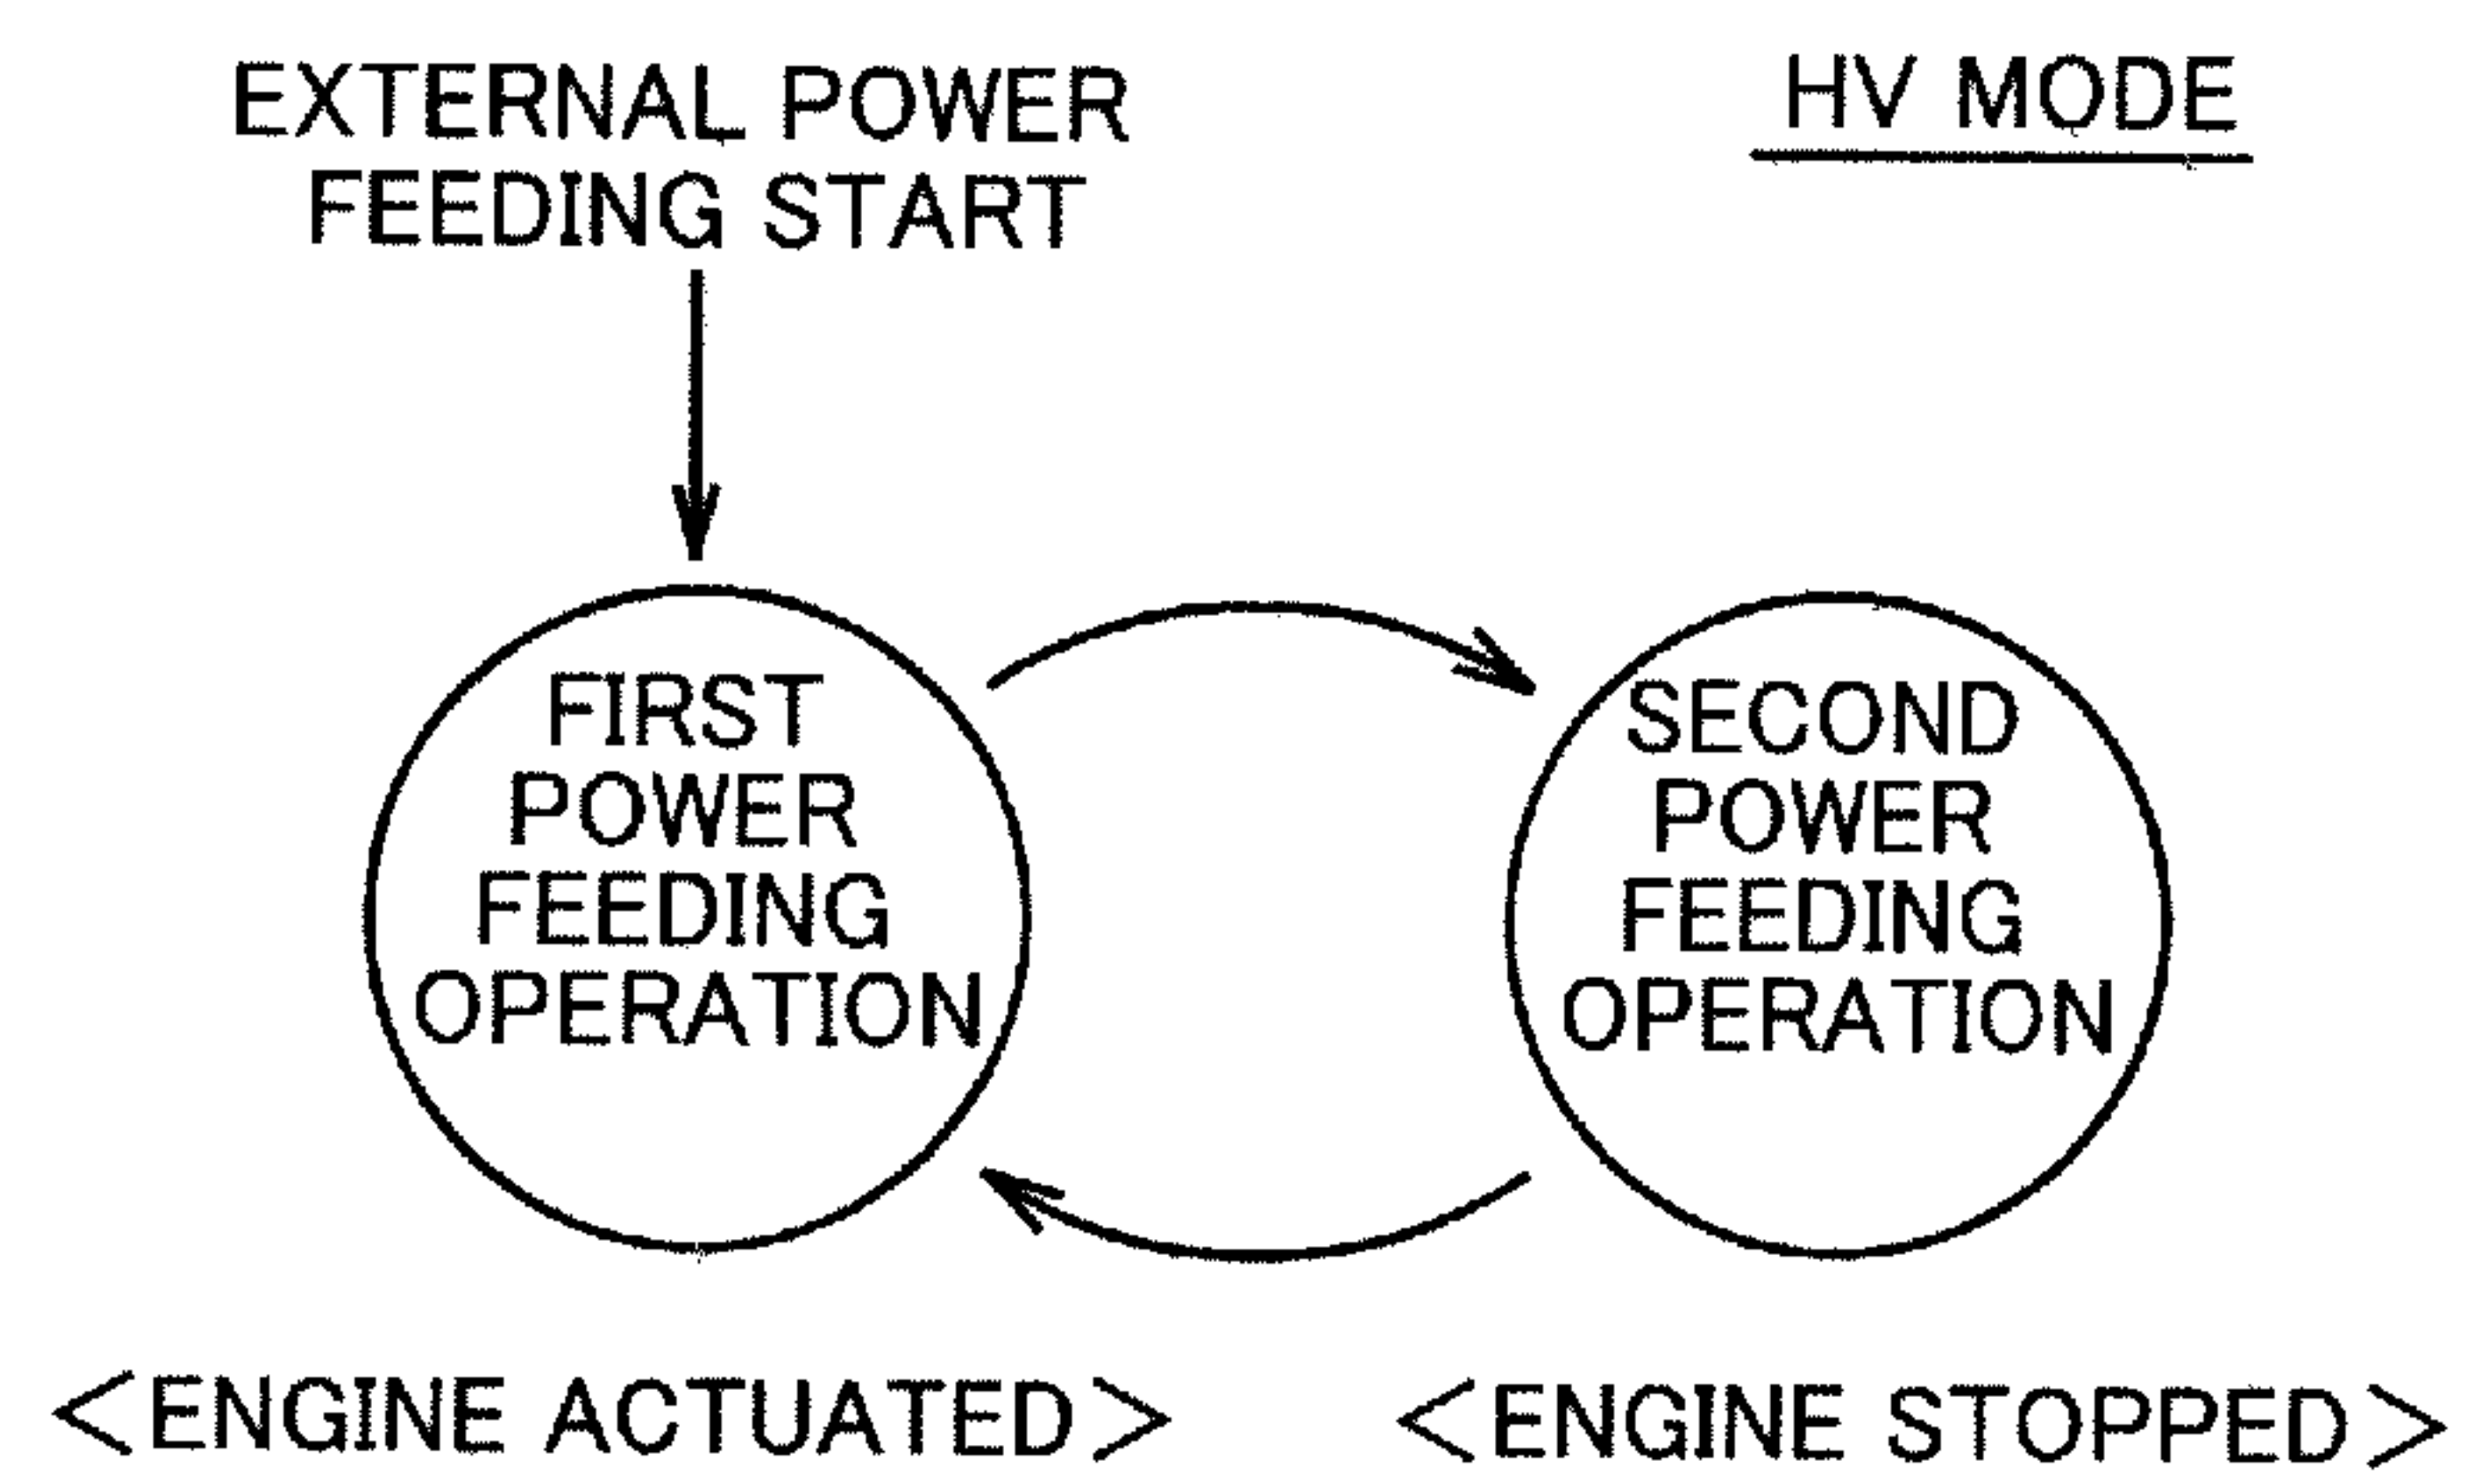 EXTERNAL POWER
FEEDING START
HV MODE
FIRST
POWER
FEEDING
OPERATION
SECOND
POWER
FEEDING
OPERATION
<ENGINE ACTUATED>
<ENGINE STOPPED>